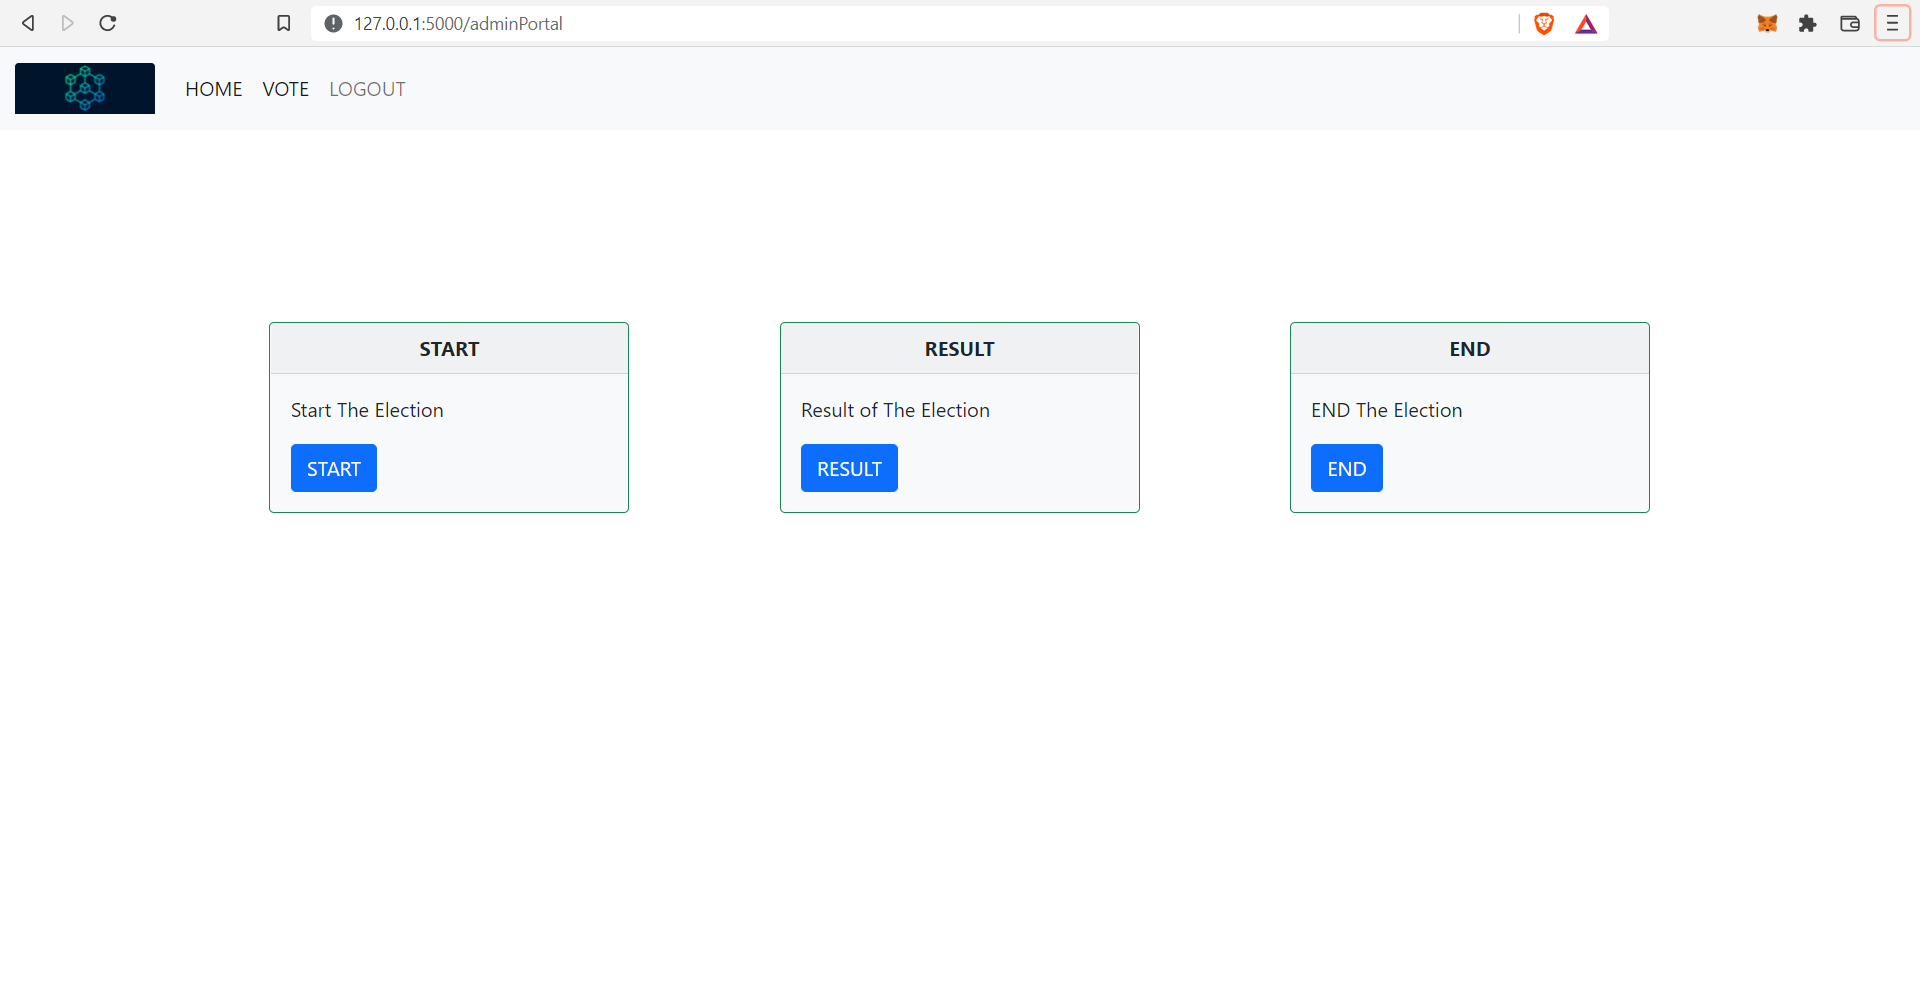 127.0.0.1:5000/adminPortal
HOME VOTE LOGOUT
START
Start The Election
START
RESULT
Result of The Election
RESULT
END
END The Election
END